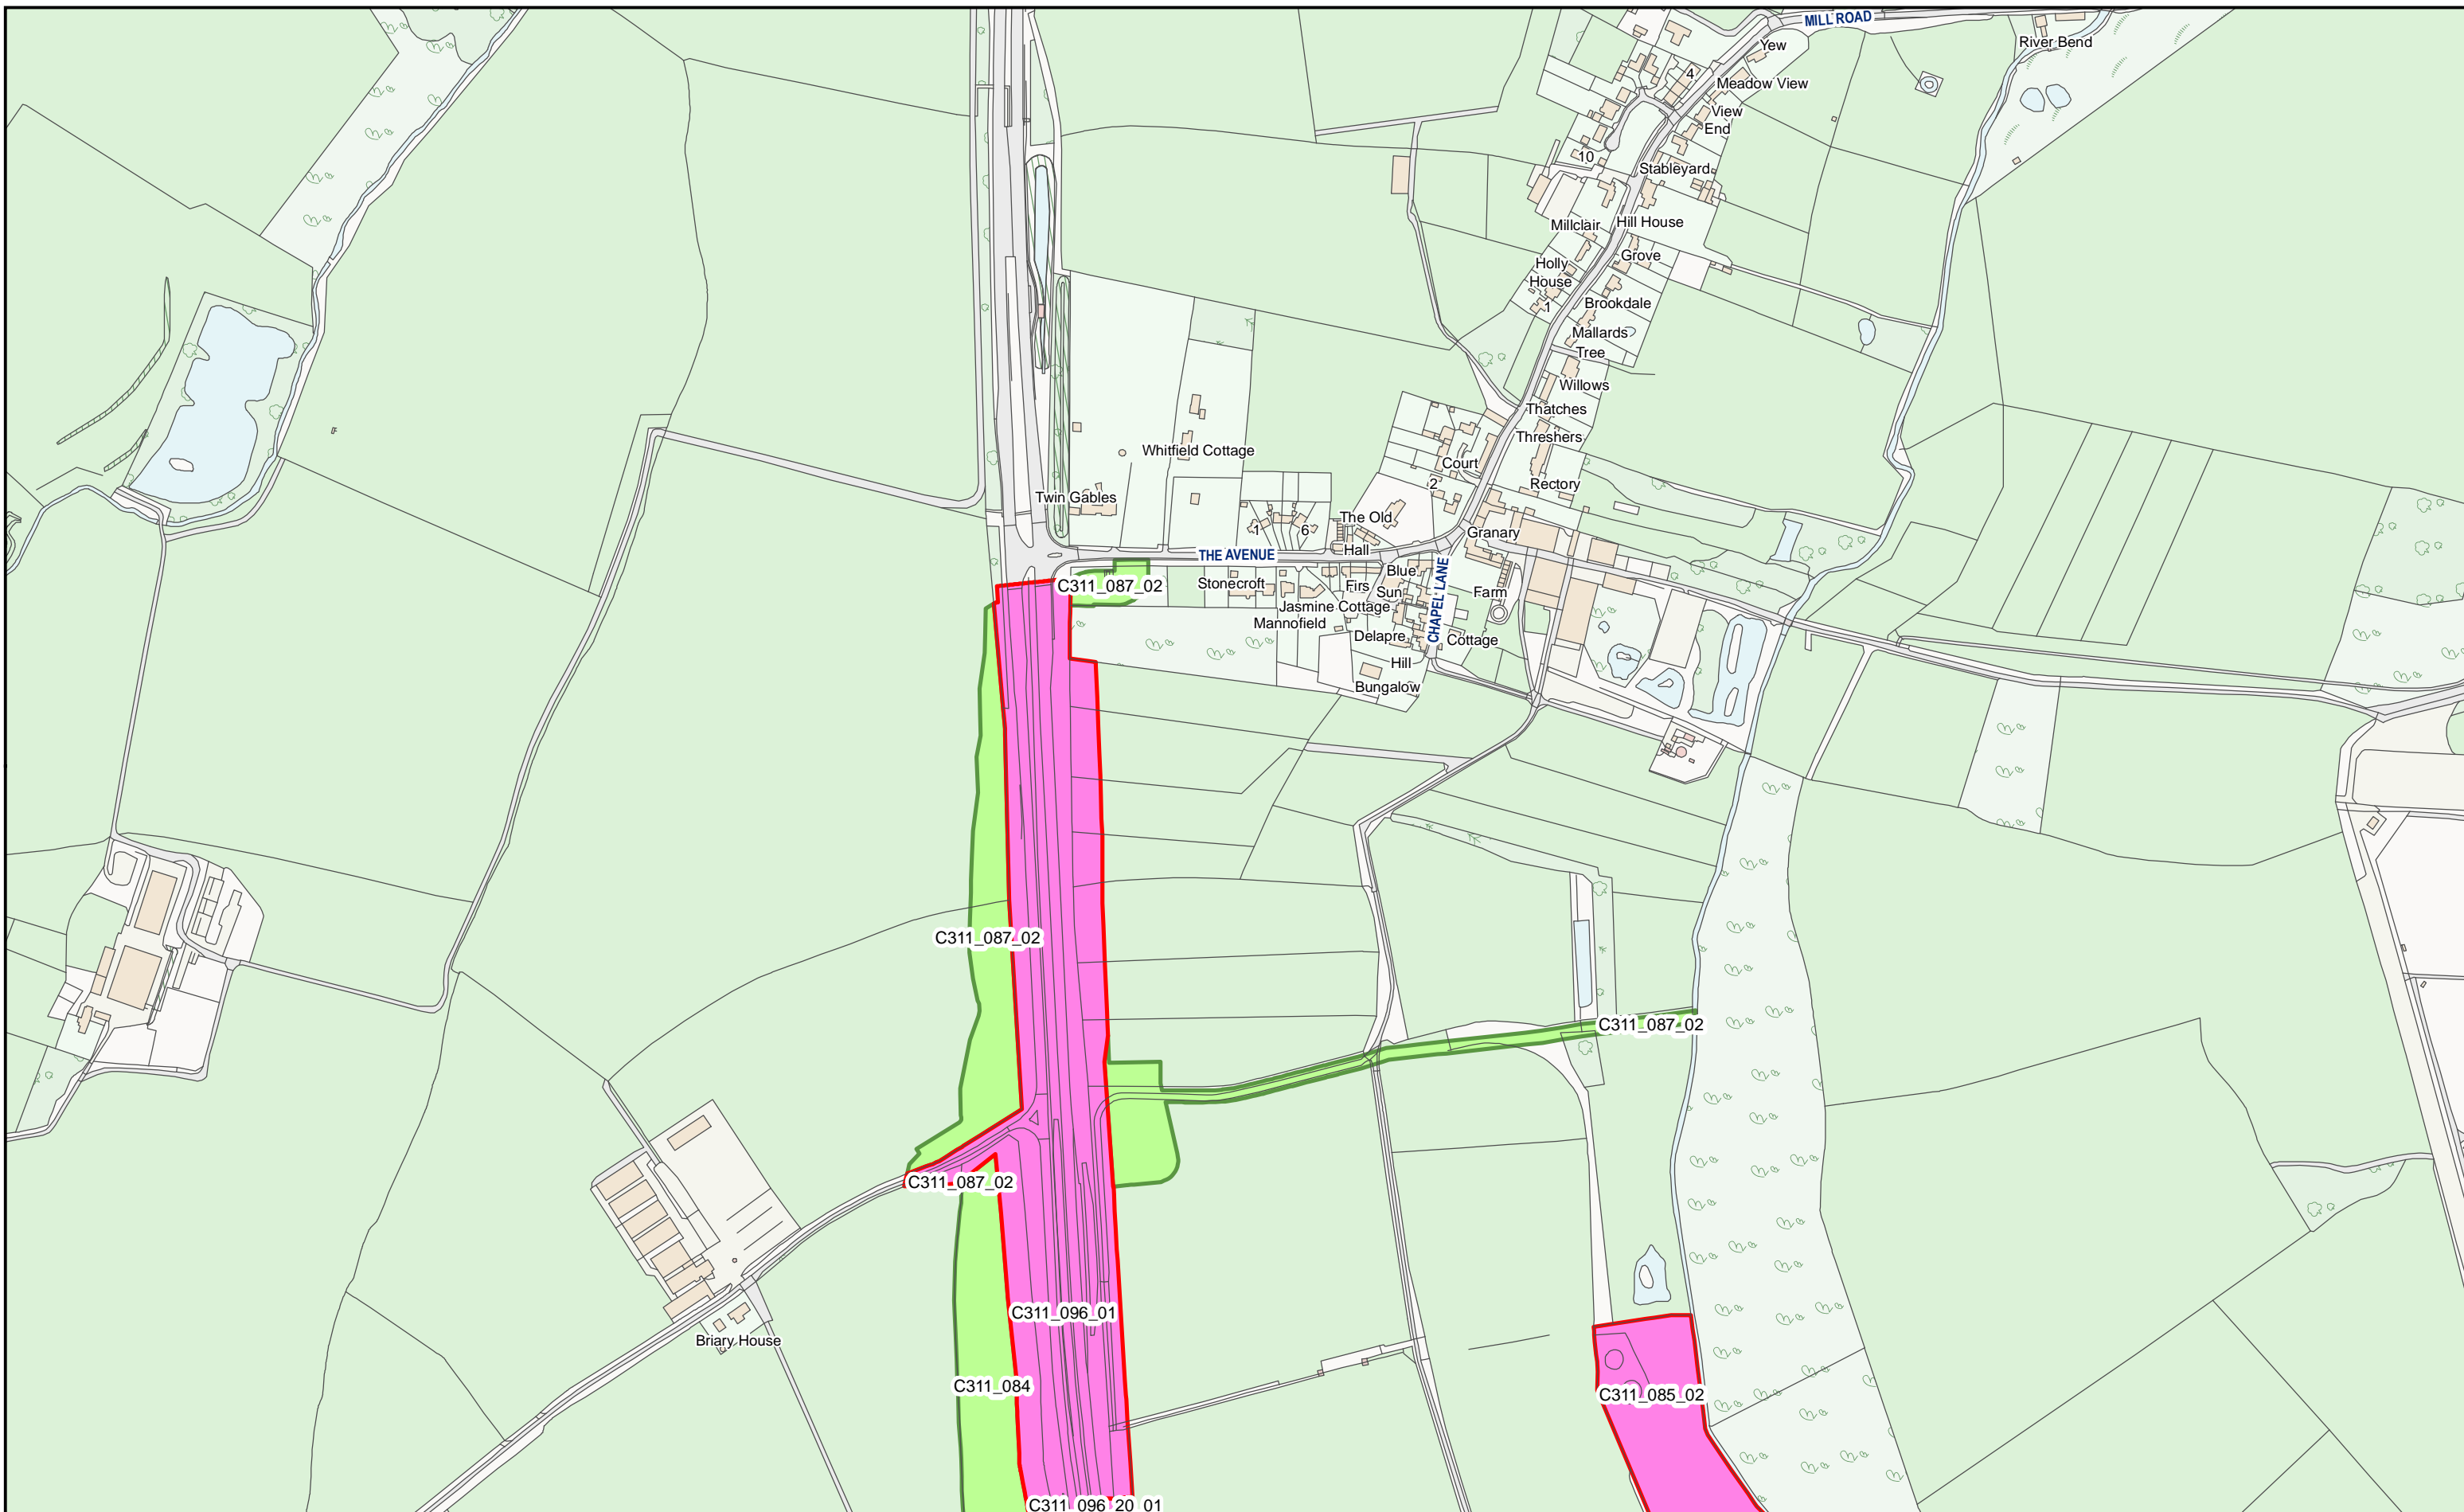 MILL ROAD
River Bend
Yew
4
Meadow View
View
End
10
Stableyard
Millclair
Hill House
Grove
Holly
House
1
Brookdale
Mallards
Tree
Willows
Thatches
Threshers
Whitfield Cottage
Court
2
Rectory
Twin Gables
The Old
1
6
Granary
Hall
THE AVENUE
Blue
C311_087_02
Stonecroft
Firs
Sun
Farm
CHAPEL LANE
Jasmine Cottage
Mannofield
Delapre
Cottage
Hill
Bungalow
C311_087_02
C311_087_02
C311_087_02
C311_096_01
Briary House
C311_084
C311_085_02
C311_096_20_01